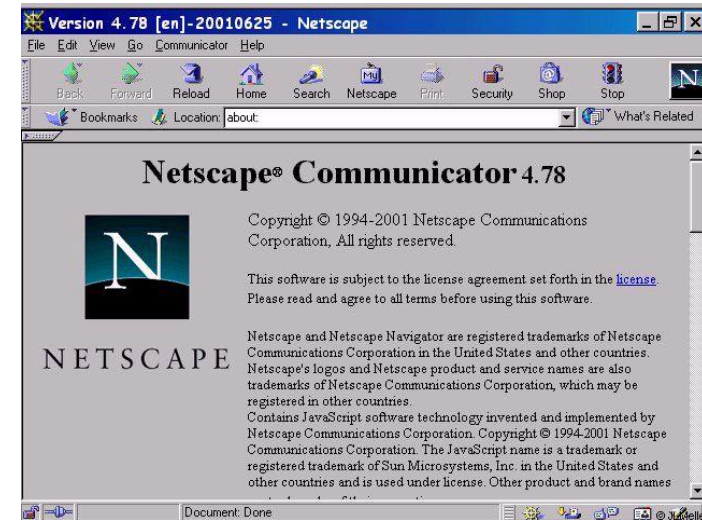 Version 4.78 [en]-20010625 - Netscape
File Edit View Go Communicator Help
Back Forward Reload Home Search Netscape Print Security Shop Stop
Bookmarks Location: about: What's Related
Netscape® Communicator 4.78
Copyright © 1994-2001 Netscape Communications
Corporation, All rights reserved.
This software is subject to the license agreement set forth in the license.
Please read and agree to all terms before using this software.
N
NETSCAPE
Netscape and Netscape Navigator are registered trademarks of Netscape
Communications Corporation in the United States and other countries.
Netscape's logos and Netscape product and service names are also
trademarks of Netscape Communications Corporation, which may be
registered in other countries.
Contains JavaScript software technology invented and implemented by
Netscape Communications Corporation. Copyright © 1994-2001 Netscape
Communications Corporation. The JavaScript name is a trademark or
registered trademark of Sun Microsystems, Inc. in the United States and
other countries and is used under license. Other product and brand names
Document: Done